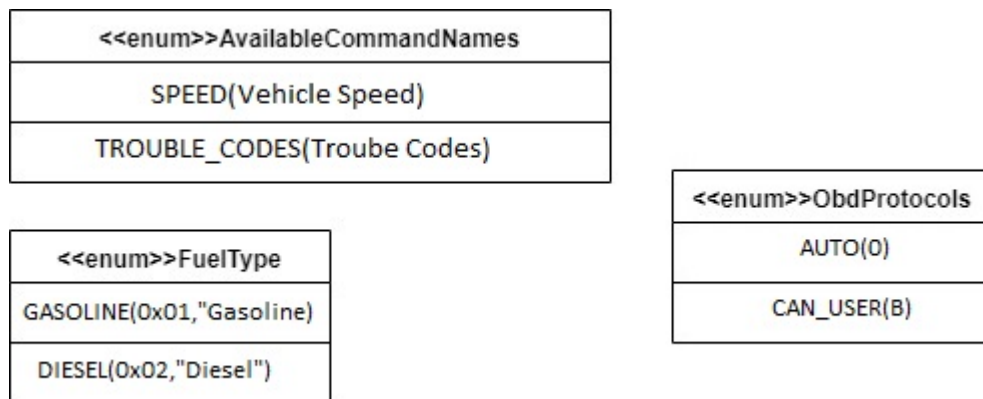 <<enum>>AvailableCommandNames
SPEED(Vehicle Speed)
TROUBLE_CODES(Troube Codes)
<<enum>>ObdProtocols
AUTO(0)
CAN_USER(B)
<<enum>>FuelType
GASOLINE(0x01,"Gasoline)
DIESEL(0x02,"Diesel")